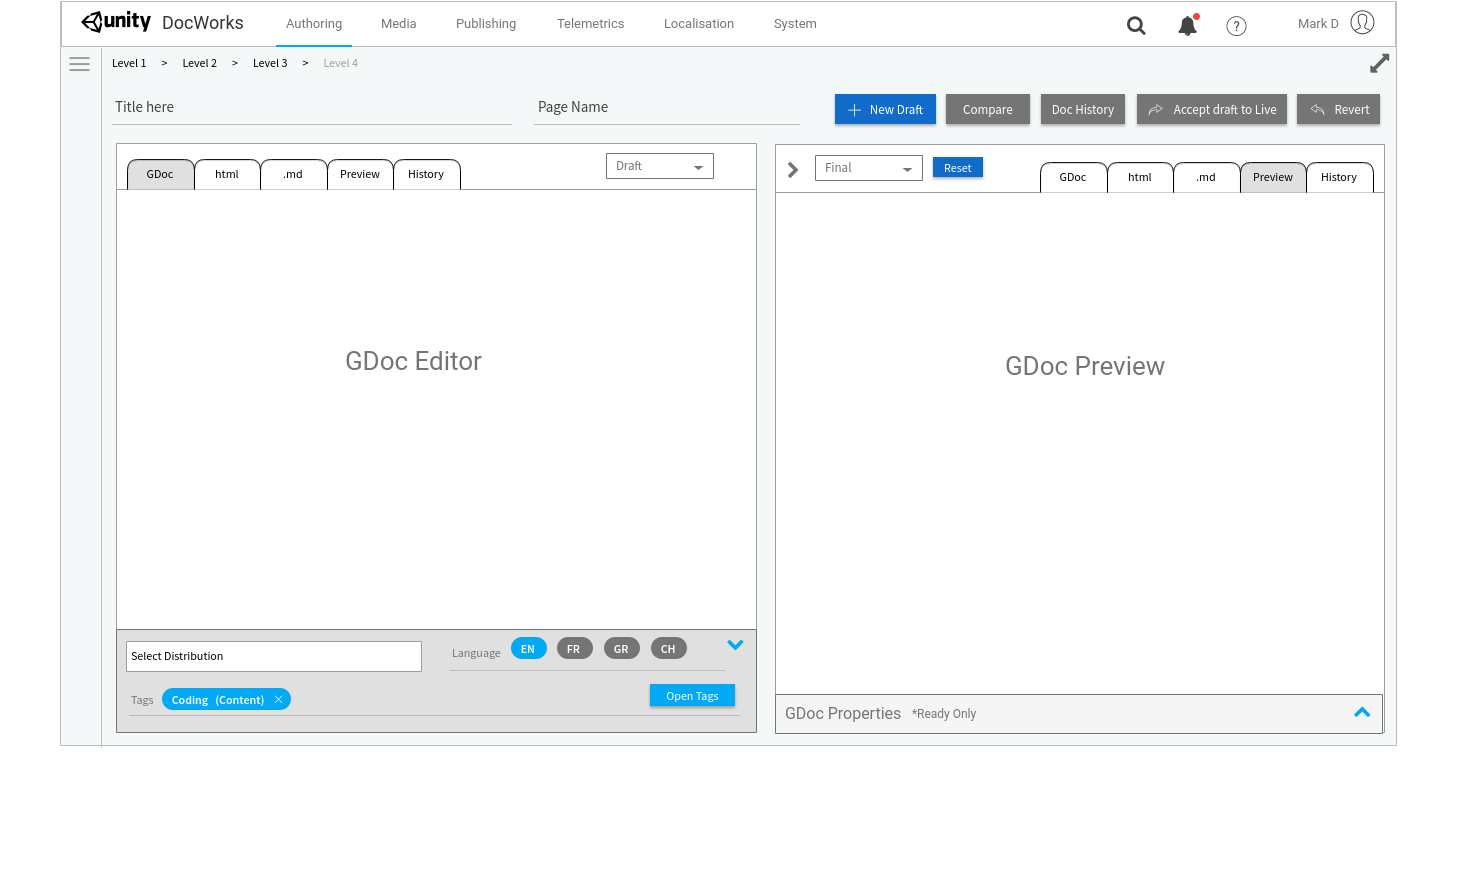 unity DocWorks Authoring Media Publishing Telemetrics Localisation System ? Mark D
Level 1 > Level 2 > Level 3 > Level 4
Title here Page Name New Draft Compare Doc History Accept draft to Live Revert
GDoc html .md Preview History Draft
Final Reset GDoc html .md Preview History
GDoc Editor
GDoc Preview
Select Distribution Language EN FR GR CH
Tags Coding (Content) Open Tags
GDoc Properties *Ready Only